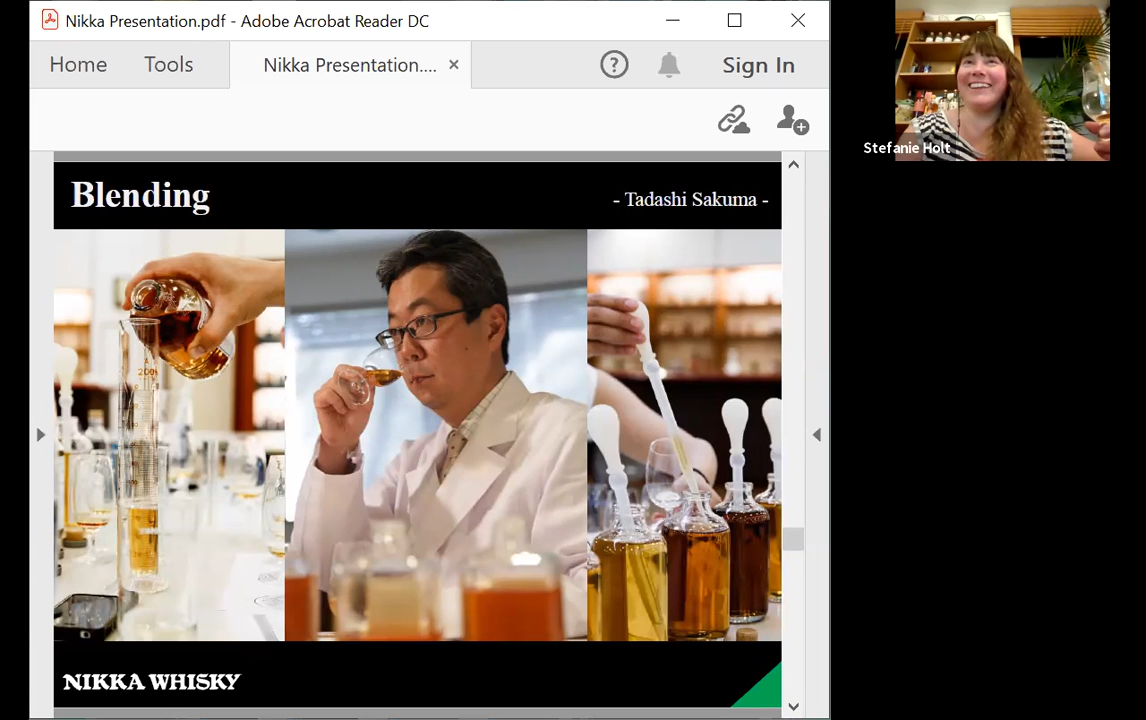 Nikka Presentation.pdf - Adobe Acrobat Reader DC
Home
Tools
Nikka Presentation....
Sign In
Stefanie Holt
Blending
- Tadashi Sakuma -
NIKKA WHISKY